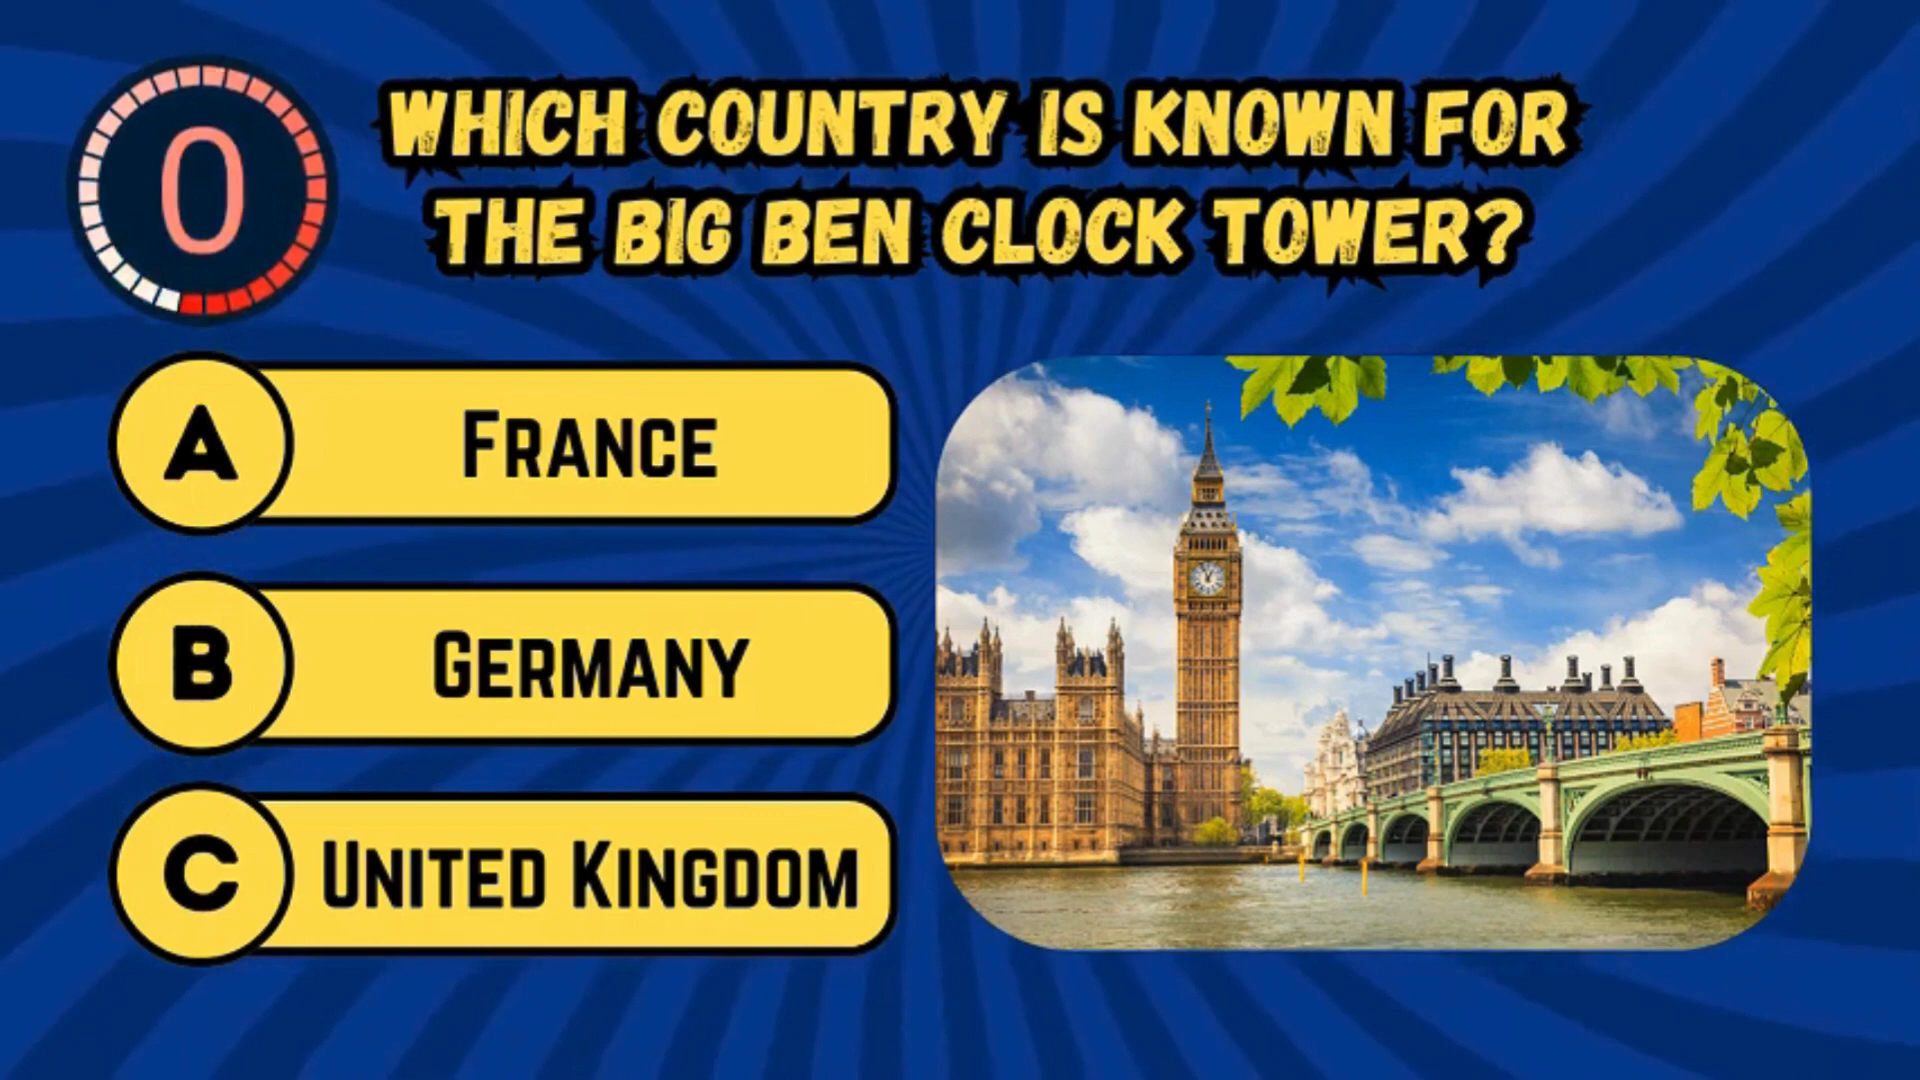 0
WHICH COUNTRY IS KNOWN FOR
THE BIG BEN CLOCK TOWER?
A FRANCE
B GERMANY
C UNITED KINGDOM